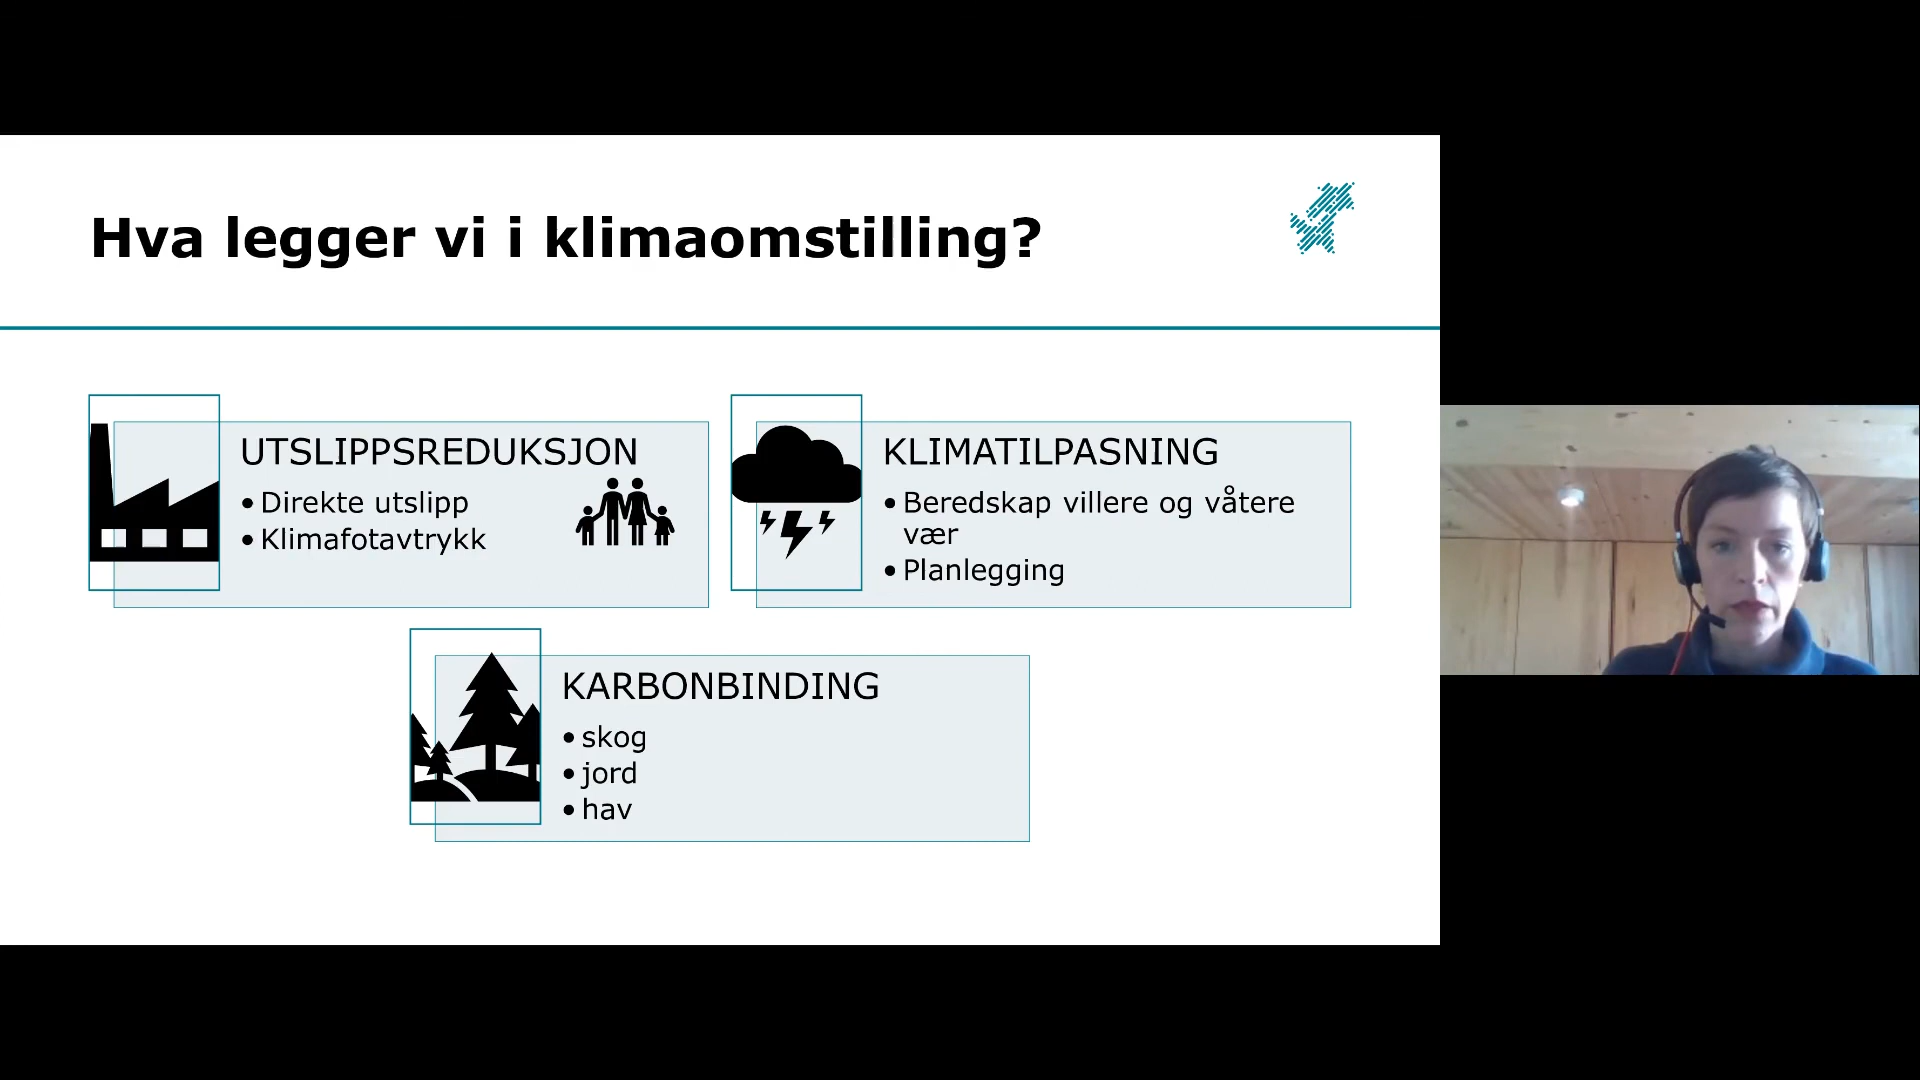 Hva legger vi i klimaomstilling?
UTSLIPPSREDUKSJON
• Direkte utslipp
• Klimafotavtrykk
KLIMATILPASNING
• Beredskap villere og våtere
vær
• Planlegging
KARBONBINDING
• skog
• jord
• hav